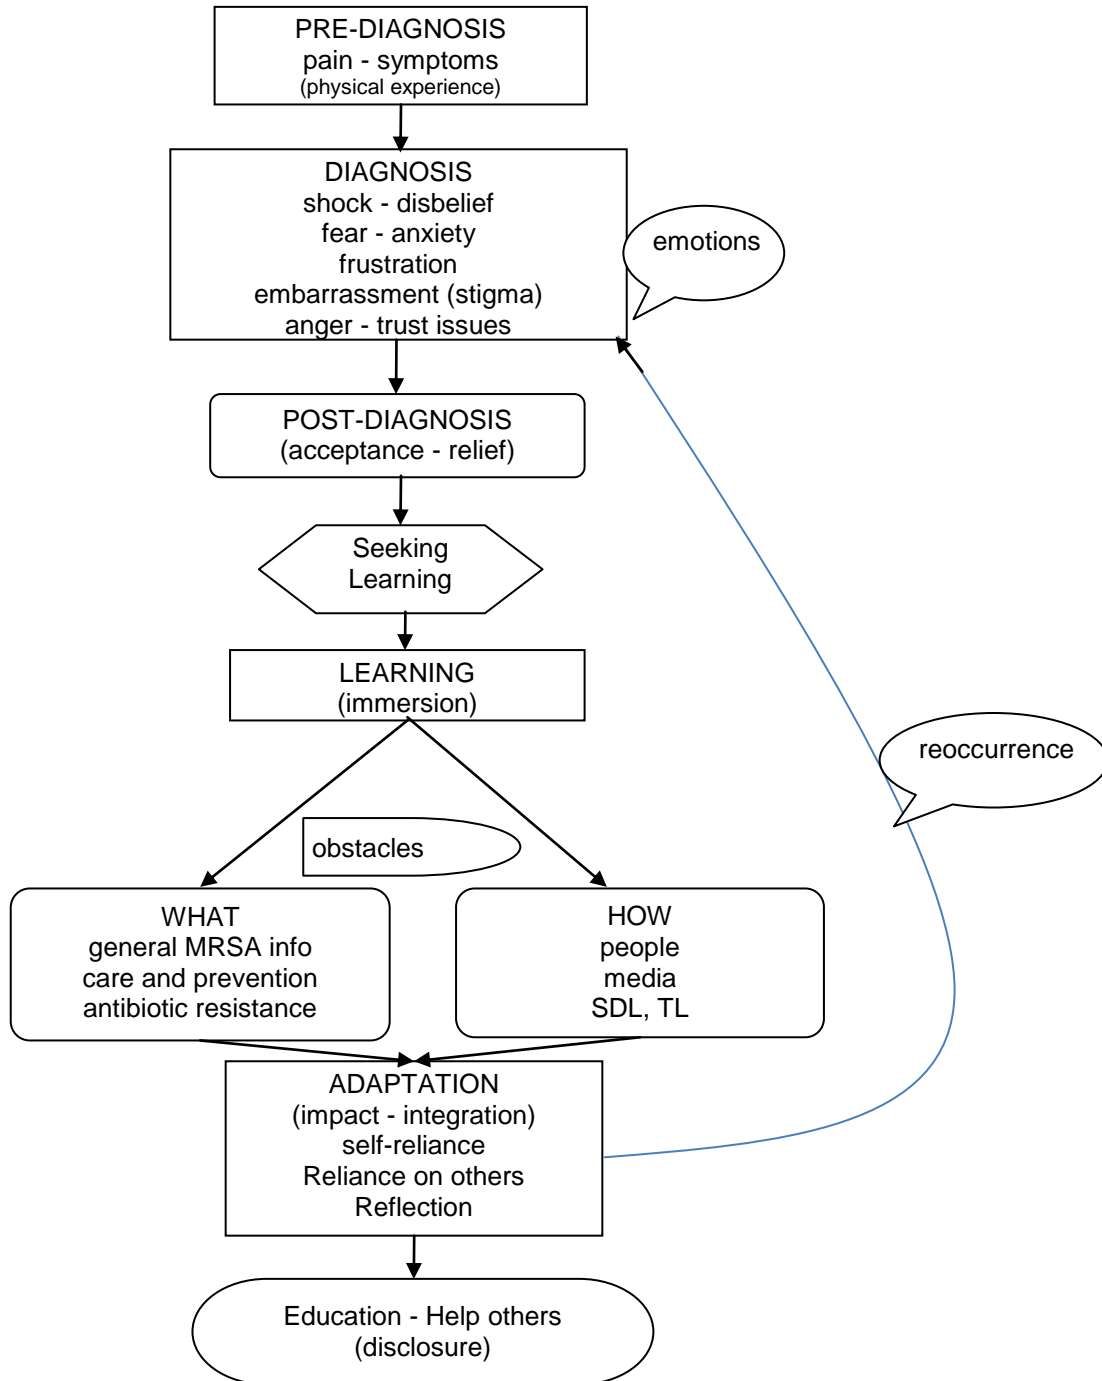 PRE-DIAGNOSIS
pain - symptoms
(physical experience)
DIAGNOSIS
shock - disbelief
fear - anxiety
frustration
embarrassment (stigma)
anger - trust issues
emotions
POST-DIAGNOSIS
(acceptance - relief)
Seeking
Learning
LEARNING
(immersion)
reoccurrence
obstacles
WHAT
general MRSA info
care and prevention
antibiotic resistance
HOW
people
media
SDL, TL
ADAPTATION
(impact - integration)
self-reliance
Reliance on others
Reflection
Education - Help others
(disclosure)